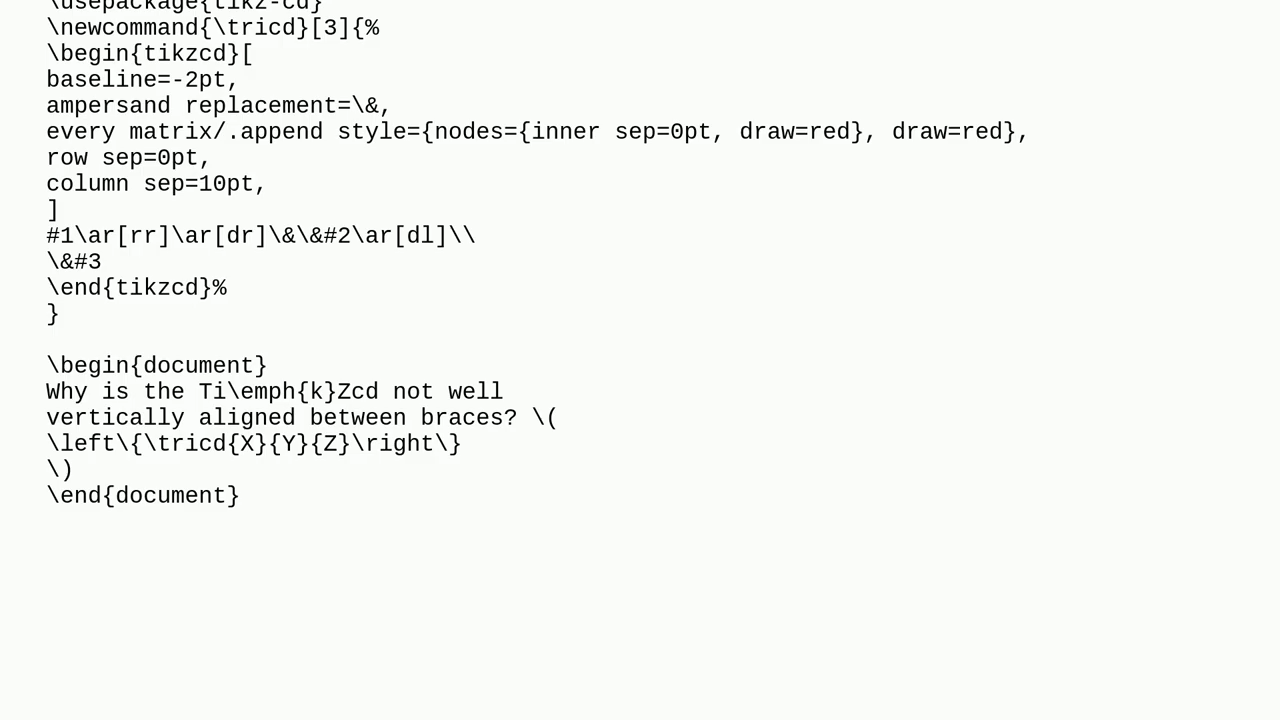 \usepackage{tikz-cd}
\newcommand{\tricd}[3]{%
\begin{tikzcd}[
baseline=-2pt,
ampersand replacement=\&,
every matrix/.append style={nodes={inner sep=0pt, draw=red}, draw=red},
row sep=0pt,
column sep=10pt,
]
#1\ar[rr]\ar[dr]\&\&#2\ar[dl]\\
\&#3
\end{tikzcd}%
}

\begin{document}
Why is the Ti\emph{k}Zcd not well
vertically aligned between braces? \(
\left\{\tricd{X}{Y}{Z}\right\}
\)
\end{document}